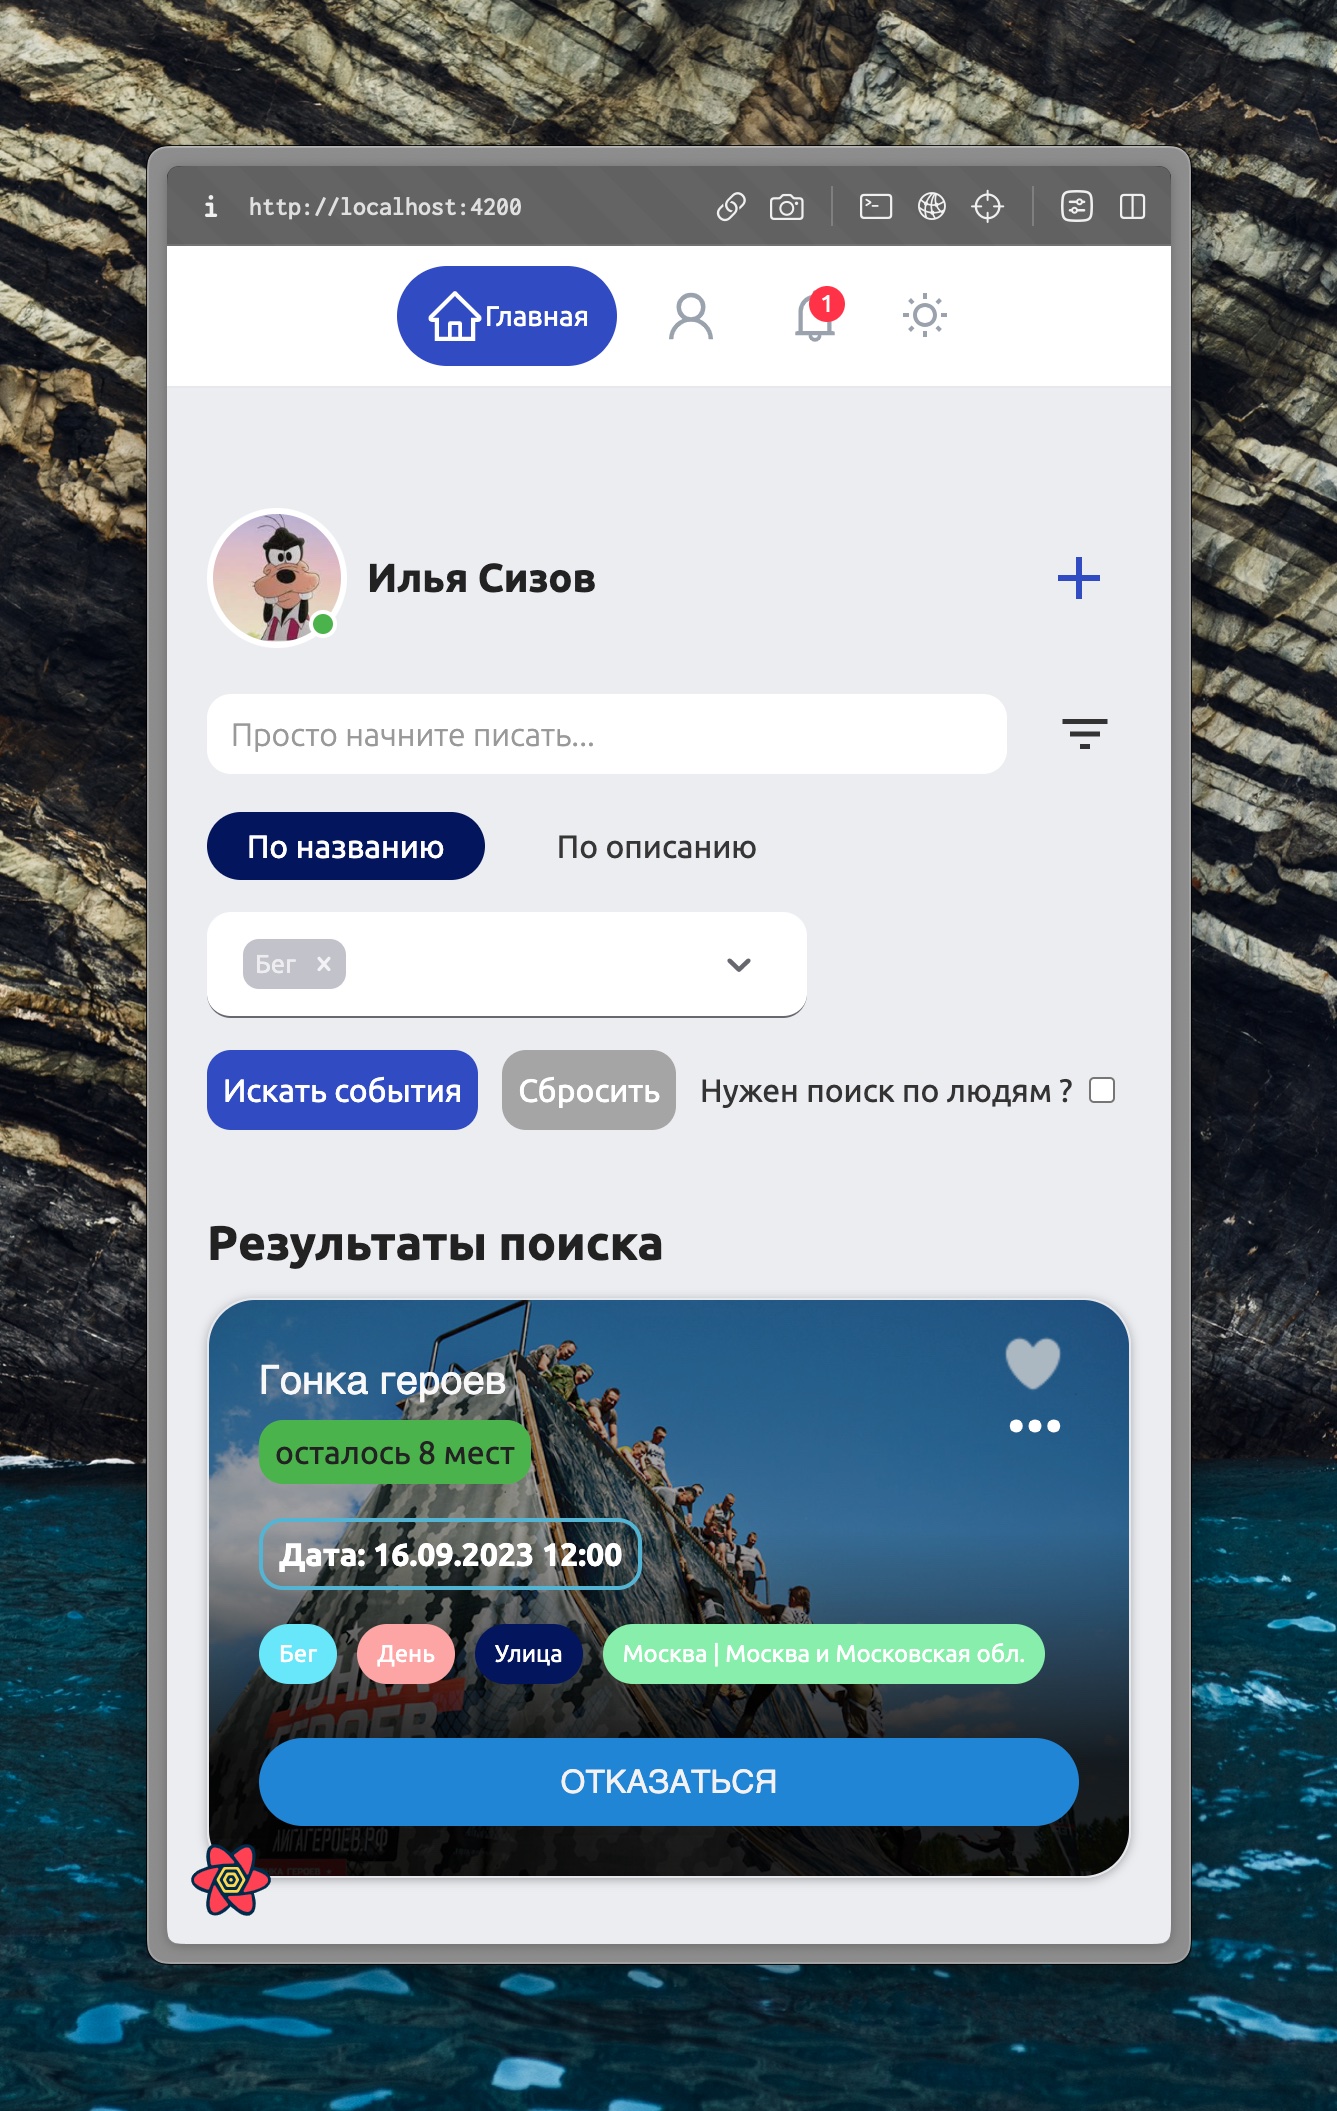 http://localhost:4200
Главная
1
Илья Сизов
Просто начните писать...
По названию
По описанию
Бег ×
Искать события
Сбросить
Нужен поиск по людям ?
Результаты поиска
Гонка героев
осталось 8 мест
Дата: 16.09.2023 12:00
Бег
День
Улица
Москва | Москва и Московская обл.
ГОНКА
ГЕРОЕВ
ОТКАЗАТЬСЯ
ЛИГАГЕРОЕВ.РФ